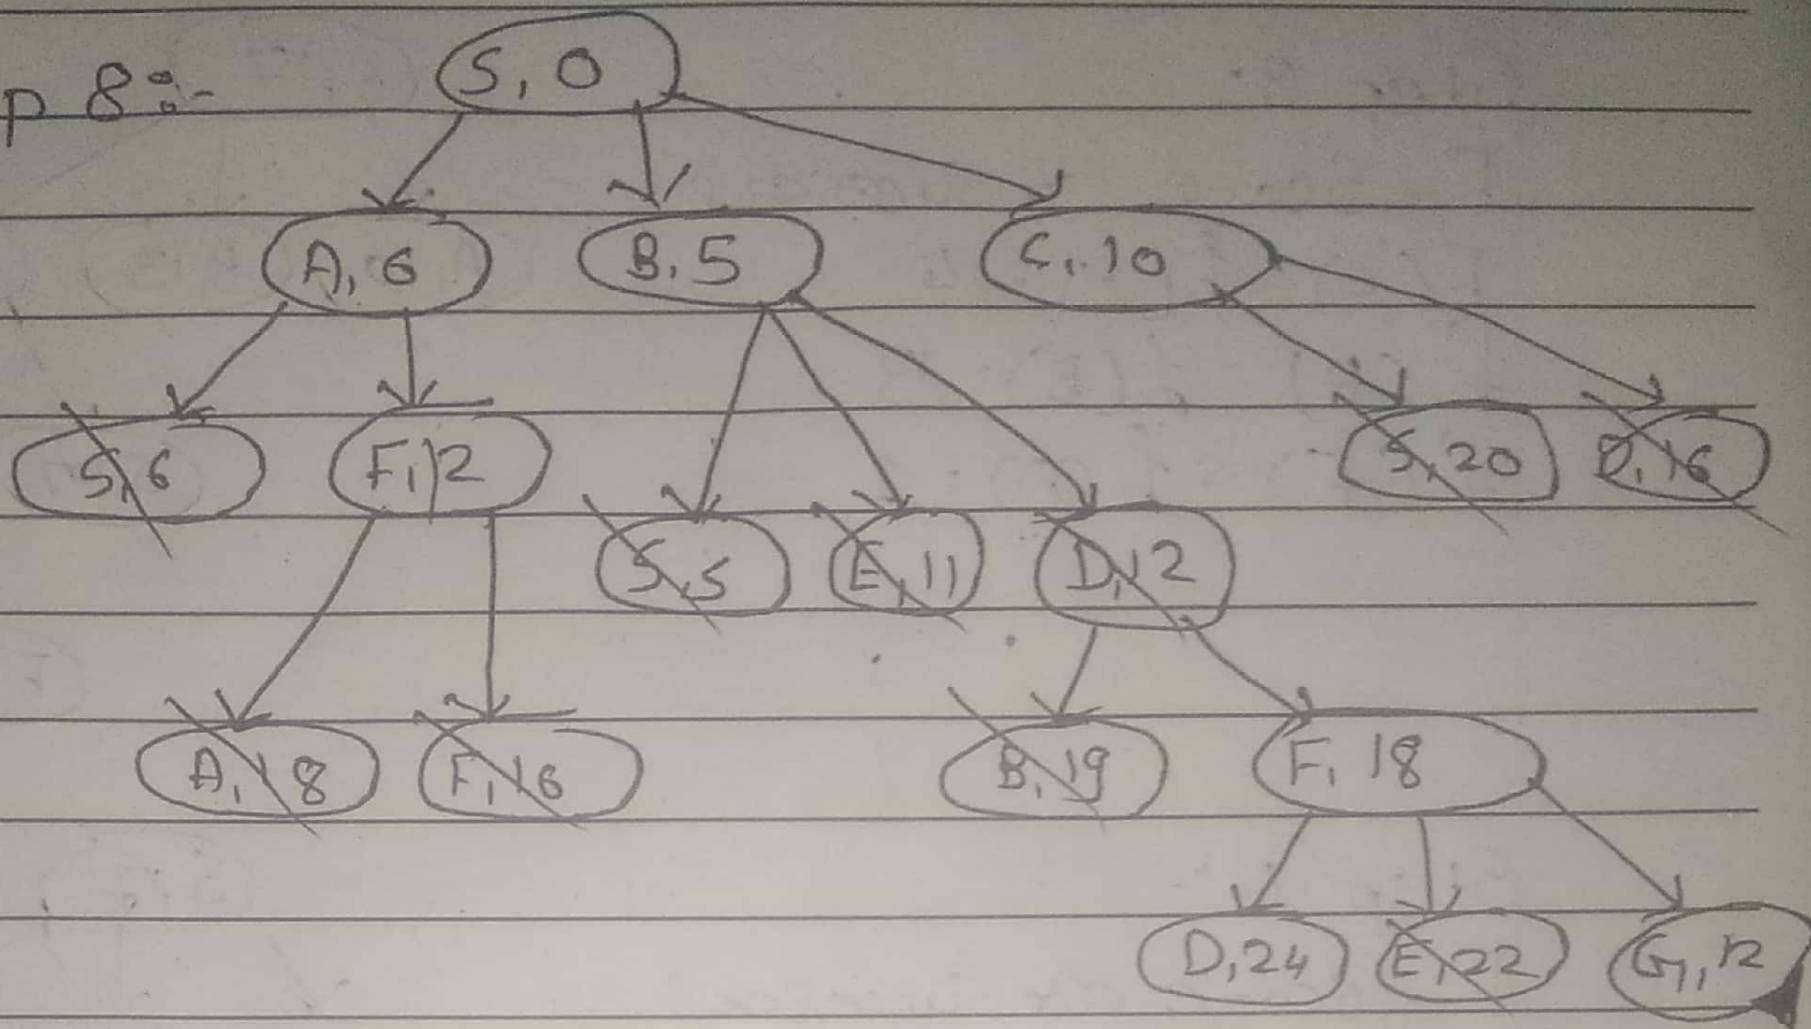 p 8:-
S, 0
A, 6 B, 5 C, 10
S, 6 F, 12 S, 20 D, 16
S, 5 E, 11 D, 12
A, 18 F, 16 B, 19 F, 18
D, 24 E, 22 G, 12